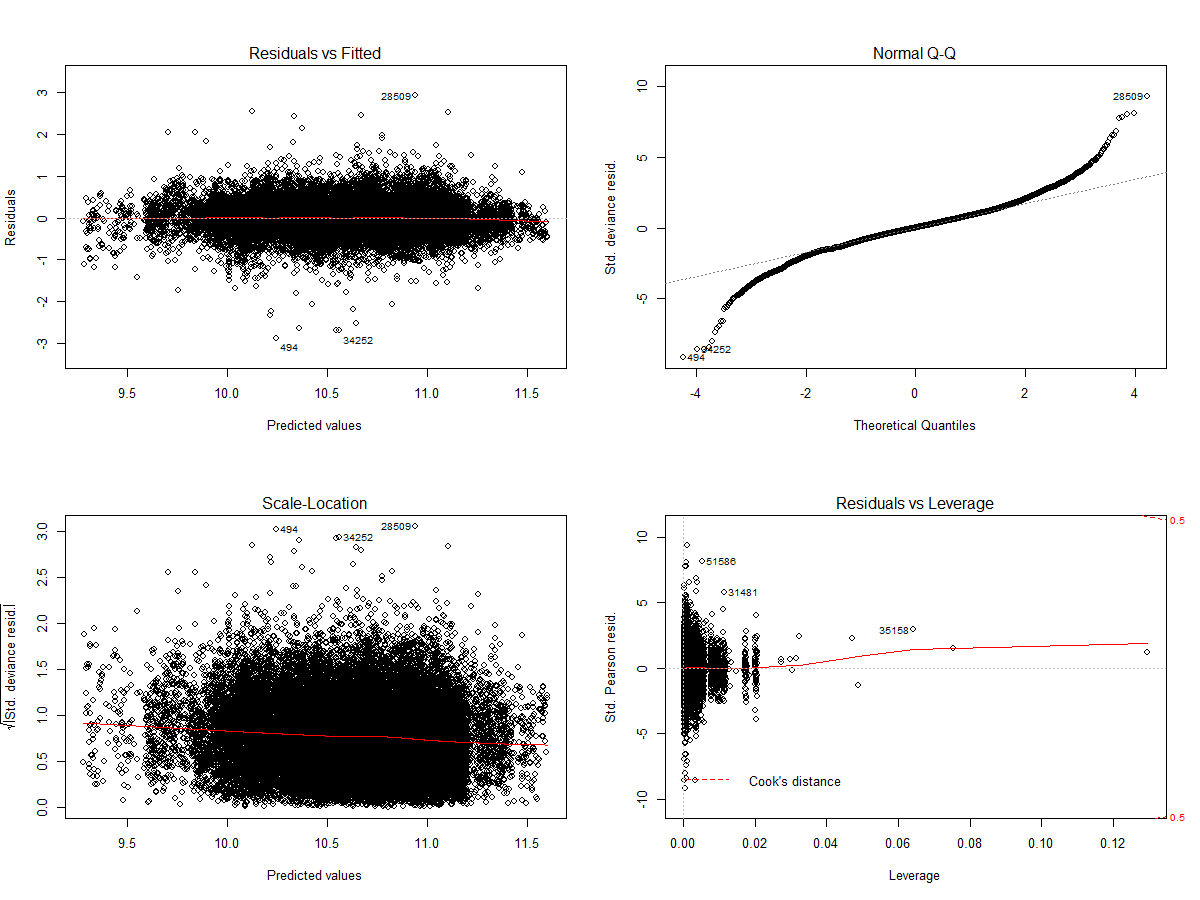 Residuals vs Fitted
Residuals
3
2
1
0
-1
-2
-3
28509
494
34252
9.5 10.0 10.5 11.0 11.5
Predicted values
Normal Q-Q
Std. deviance resid.
10
5
0
-5
28509
494
34252
-4 -2 0 2 4
Theoretical Quantiles
Scale-Location
√|Std. deviance resid.|
3.0
2.5
2.0
1.5
1.0
0.5
0.0
494
34252
28509
9.5 10.0 10.5 11.0 11.5
Predicted values
Residuals vs Leverage
Std. Pearson resid.
10
5
0
-5
-10
0.5
51586
31481
35158
Cook's distance
0.5
0.00 0.02 0.04 0.06 0.08 0.10 0.12
Leverage